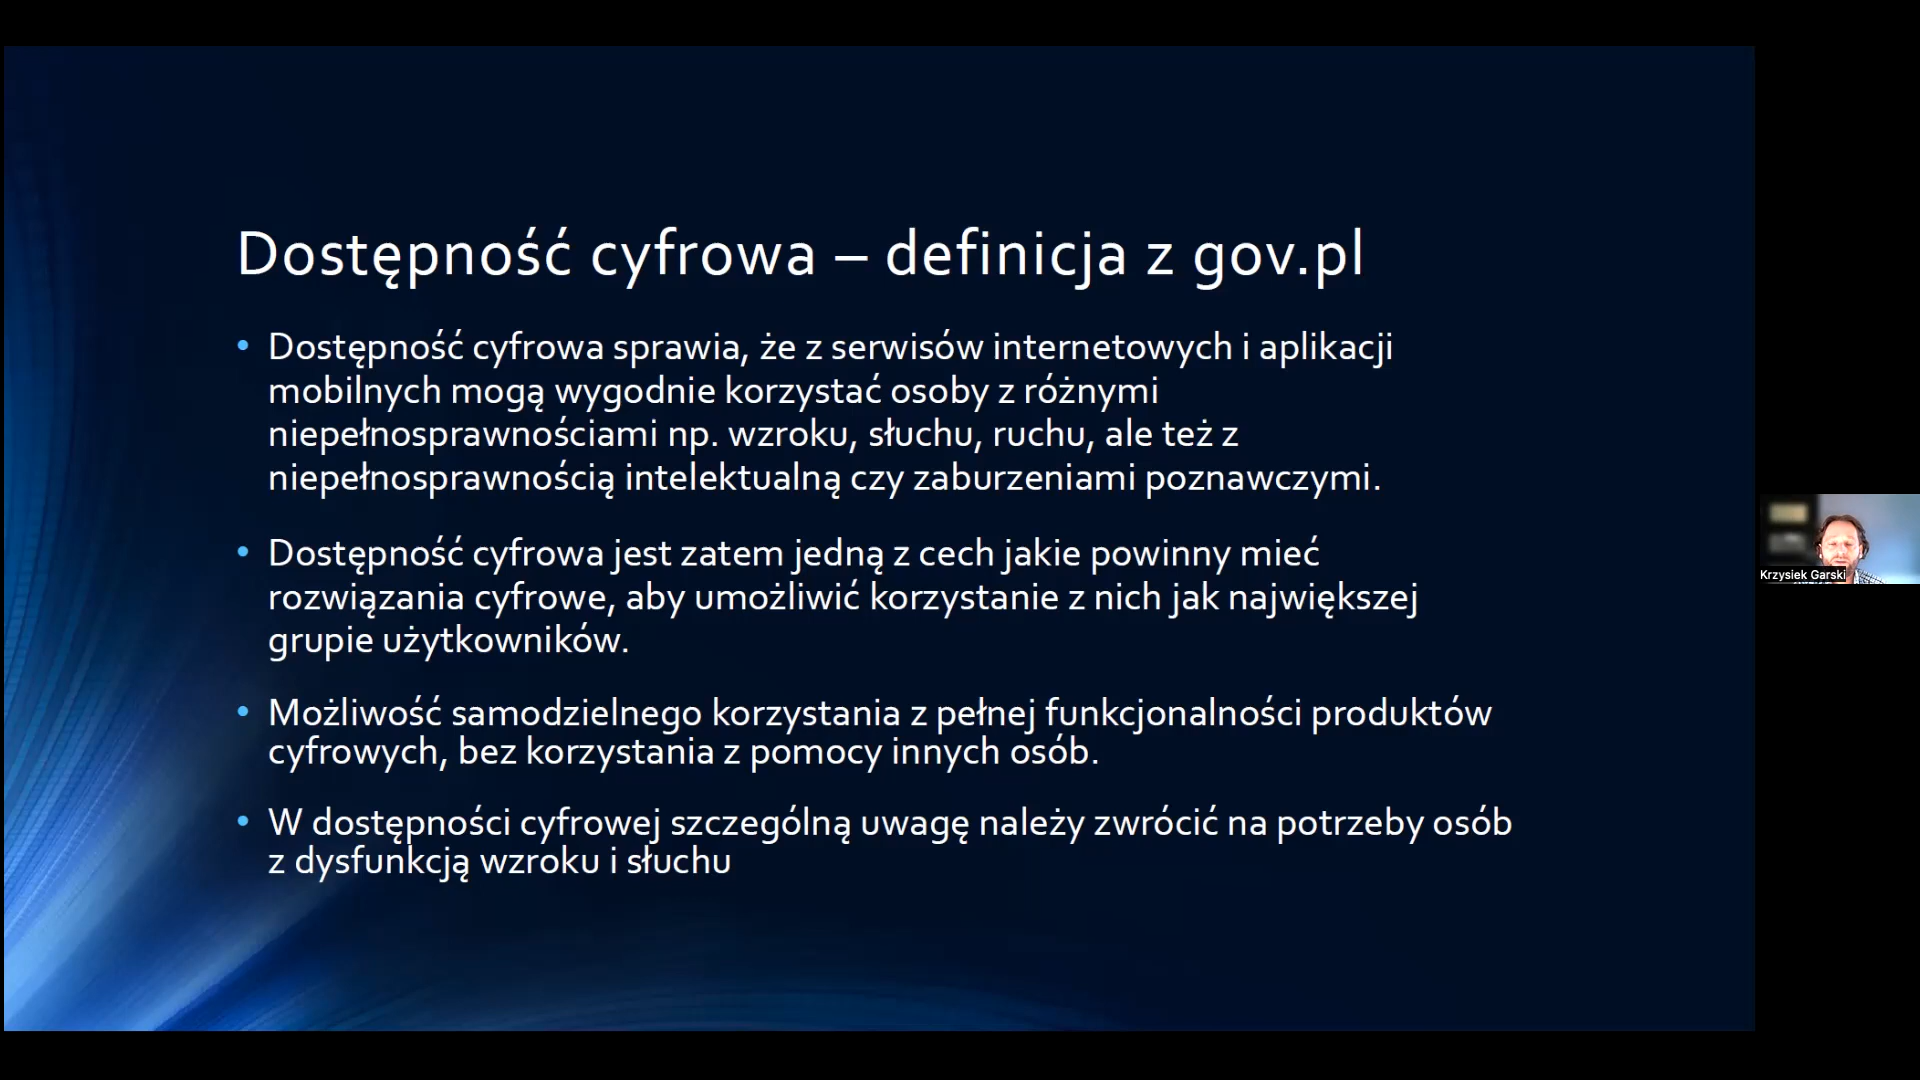 Dostępność cyfrowa – definicja z gov.pl
• Dostępność cyfrowa sprawia, że z serwisów internetowych i aplikacji
mobilnych mogą wygodnie korzystać osoby z różnymi
niepełnosprawnościami np. wzroku, słuchu, ruchu, ale też z
niepełnosprawnością intelektualną czy zaburzeniami poznawczymi.
• Dostępność cyfrowa jest zatem jedną z cech jakie powinny mieć
rozwiązania cyfrowe, aby umożliwić korzystanie z nich jak największej
grupie użytkowników.
• Możliwość samodzielnego korzystania z pełnej funkcjonalności produktów
cyfrowych, bez korzystania z pomocy innych osób.
• W dostępności cyfrowej szczególną uwagę należy zwrócić na potrzeby osób
z dysfunkcją wzroku i słuchu
Krzysiek Garski